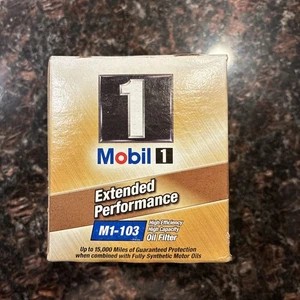 1
Mobil 1
Extended
Performance
M1-103
High Efficiency
High Capacity
Oil Filter
Up to 15,000 Miles of Guaranteed Protection
when combined with Fully Synthetic Motor Oils